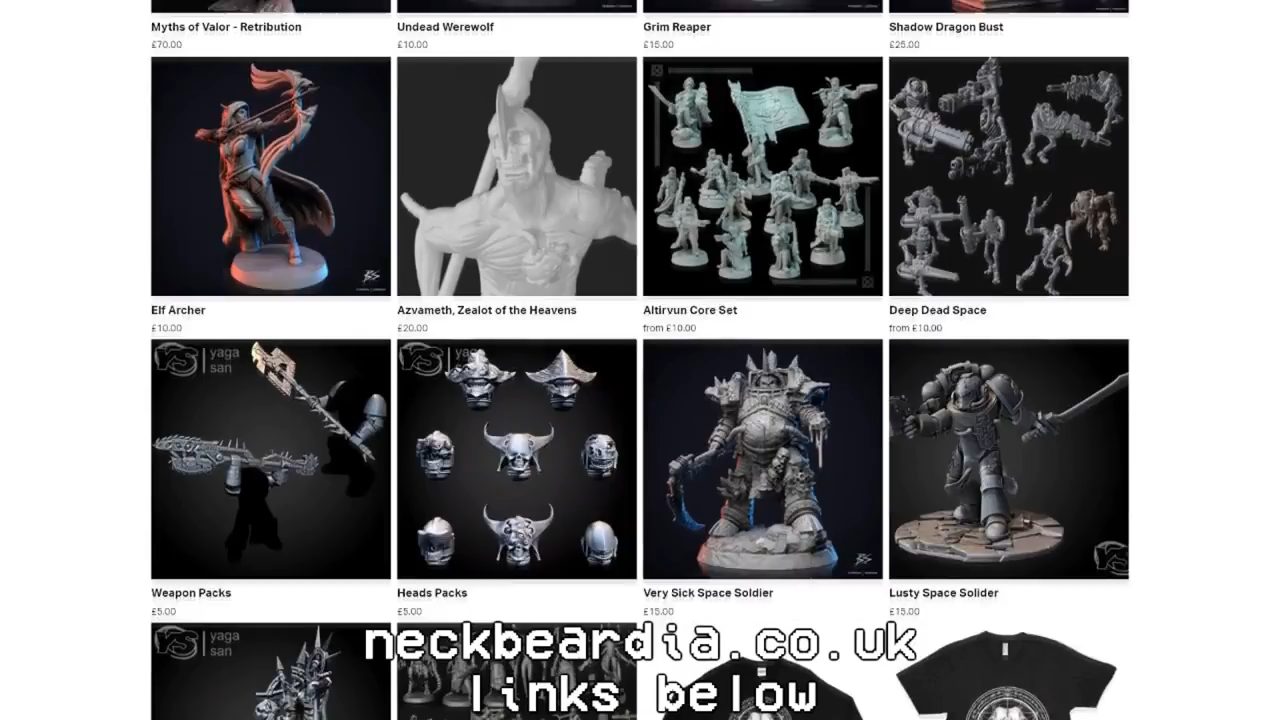 Myths of Valor - Retribution
£70.00
Undead Werewolf
£10.00
Grim Reaper
£15.00
Shadow Dragon Bust
£25.00
Elf Archer
£10.00
Azvameth, Zealot of the Heavens
£20.00
Altirvun Core Set
from £10.00
Deep Dead Space
from £10.00
yaga
san
yaga
san
Weapon Packs
£5.00
Heads Packs
£5.00
Very Sick Space Soldier
£15.00
Lusty Space Solider
£15.00
yaga
san
neckbeardia.co.uk
links below